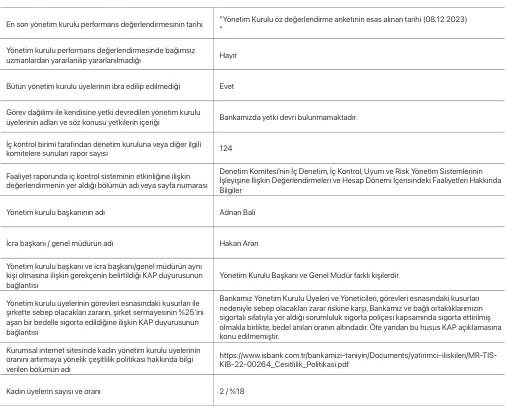 En son yönetim kurulu performans değerlendirmesinin tarihi
"Yönetim Kurulu öz değerlendirme anketinin esas alınan tarihi (08.12.2023)
"
Yönetim kurulu performans değerlendirmesinde bağımsız
uzmanlardan yararlanılıp yararlanılmadığı
Hayır
Bütün yönetim kurulu üyelerinin ibra edilip edilmediği
Evet
Görev dağılımı ile kendisine yetki devredilen yönetim kurulu
üyelerinin adları ve söz konusu yetkilerin içeriği
Bankamızda yetki devri bulunmamaktadır.
İç kontrol birimi tarafından denetim kuruluna veya diğer ilgili
komitelere sunulan rapor sayısı
124
Faaliyet raporunda iç kontrol sisteminin etkinliğine ilişkin
değerlendirmenin yer aldığı bölümün adı veya sayfa numarası
Denetim Komitesi'nin İç Denetim, İç Kontrol, Uyum ve Risk Yönetim Sistemlerinin
İşleyişine İlişkin Değerlendirmeleri ve Hesap Dönemi İçerisindeki Faaliyetleri Hakkında
Bilgiler
Yönetim kurulu başkanının adı
Adnan Bali
İcra başkanı / genel müdürün adı
Hakan Aran
Yönetim kurulu başkanı ve icra başkanı/genel müdürün aynı
kişi olmasına ilişkin gerekçenin belirtildiği KAP duyurusunun
bağlantısı
Yönetim Kurulu Başkanı ve Genel Müdür farklı kişilerdir.
Yönetim kurulu üyelerinin görevleri esnasındaki kusurları ile
şirkette sebep olacakları zararın, şirket sermayesinin %25'ini
aşan bir bedelle sigorta edildiğine ilişkin KAP duyurusunun
bağlantısı
Bankamız Yönetim Kurulu Üyeleri ve Yöneticileri, görevleri esnasındaki kusurları
nedeniyle sebep olacakları zarar riskine karşı, Bankamız ve bağlı ortaklıklarımızın
sigortalı sıfatıyla yer aldığı sorumluluk sigorta poliçesi kapsamında sigorta ettirilmiş
olmakla birlikte, bedel anılan oranın altındadır. Öte yandan bu husus KAP açıklamasına
konu edilmemiştir.
Kurumsal internet sitesinde kadın yönetim kurulu üyelerinin
oranını artırmaya yönelik çeşitlilik politikası hakkında bilgi
verilen bölümün adı
https://www.isbank.com.tr/bankamizi-taniyin/Documents/yatirimci-iliskileri/MR-TIS-
KIB-22-00264_Cesitlilik_Politikasi.pdf
Kadın üyelerin sayısı ve oranı
2 / %18